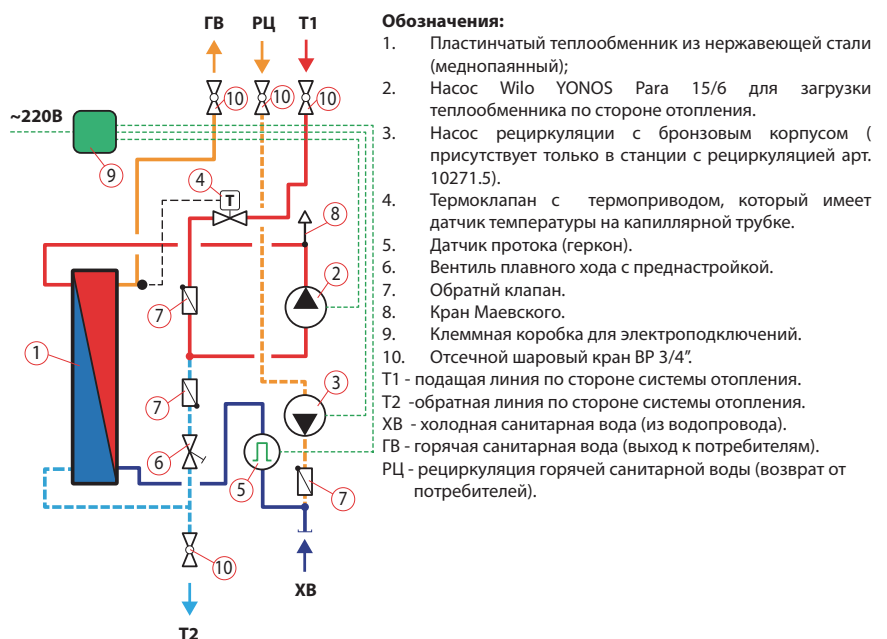 ГВ РЦ Т1
10 10 10
~220В
9
4
Т
8
2
7
1
7
3
6
5
7
10
ХВ
Т2
Обозначения:
1. Пластинчатый теплообменник из нержавеющей стали
(меднопаянный);
2. Насос Wilo YONOS Para 15/6 для загрузки
теплообменника по стороне отопления.
3. Насос рециркуляции с бронзовым корпусом (
присутствует только в станции с рециркуляцией арт.
10271.5).
4. Термоклапан с термоприводом, который имеет
датчик температуры на капиллярной трубке.
5. Датчик протока (геркон).
6. Вентиль плавного хода с преднастройкой.
7. Обратнй клапан.
8. Кран Маевского.
9. Клеммная коробка для электроподключений.
10. Отсечной шаровый кран ВР 3/4”.
Т1 - подащая линия по стороне системы отопления.
Т2 -обратная линия по стороне системы отопления.
ХВ - холодная санитарная вода (из водопровода).
ГВ - горячая санитарная вода (выход к потребителям).
РЦ - рециркуляция горячей санитарной воды (возврат от
потребителей).